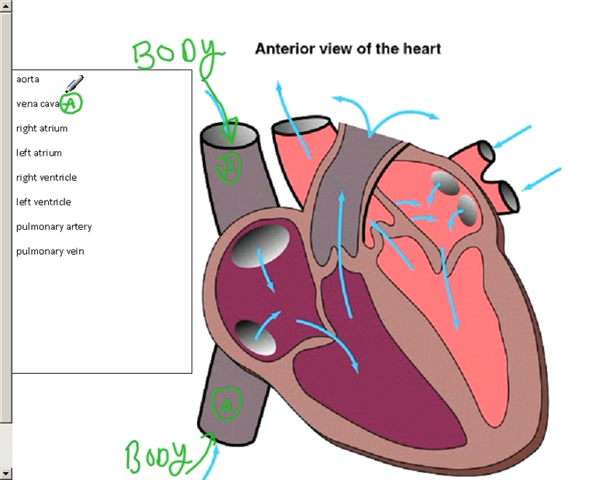 BODY
Anterior view of the heart
aorta
vena cava A
right atrium
left atrium
right ventricle
left ventricle
pulmonary artery
pulmonary vein
A
A
BODY